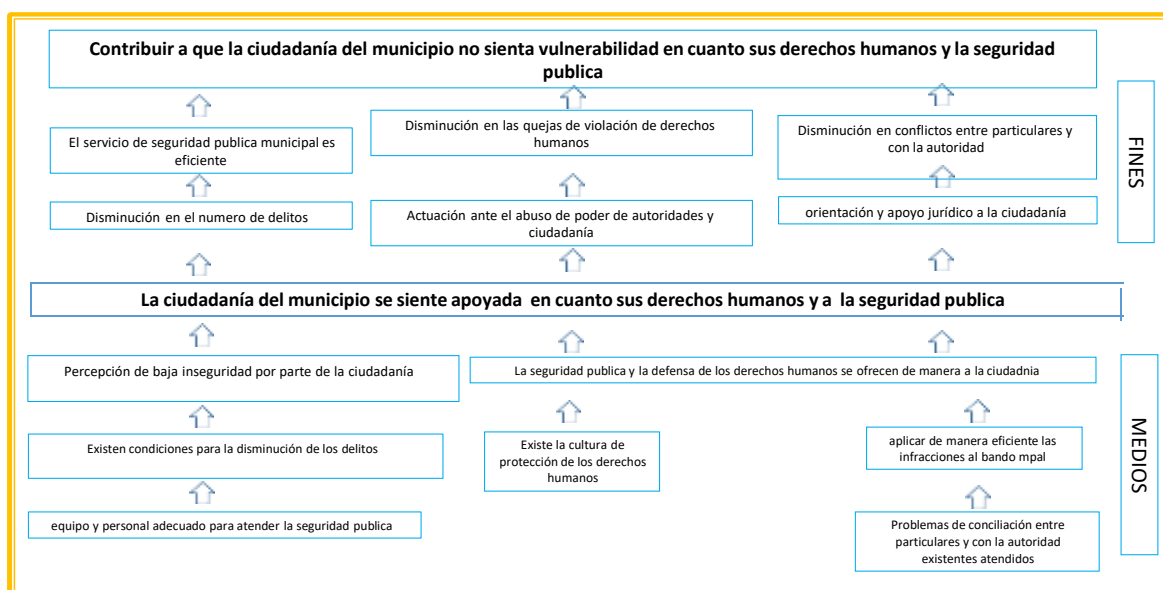 Contribuir a que la ciudadanía del municipio no sienta vulnerabilidad en cuanto sus derechos humanos y la seguridad
publica
El servicio de seguridad publica municipal es
eficiente
Disminución en las quejas de violación de derechos
humanos
Disminución en conflictos entre particulares y
con la autoridad
FINES
Disminución en el numero de delitos
Actuación ante el abuso de poder de autoridades y
ciudadanía
orientación y apoyo jurídico a la ciudadanía
La ciudadanía del municipio se siente apoyada en cuanto sus derechos humanos y a la seguridad publica
Percepción de baja inseguridad por parte de la ciudadanía
La seguridad publica y la defensa de los derechos humanos se ofrecen de manera a la ciudadnia
MEDIOS
Existen condiciones para la disminución de los delitos
Existe la cultura de
protección de los derechos
humanos
aplicar de manera eficiente las
infracciones al bando mpal
equipo y personal adecuado para atender la seguridad publica
Problemas de conciliación entre
particulares y con la autoridad
existentes atendidos